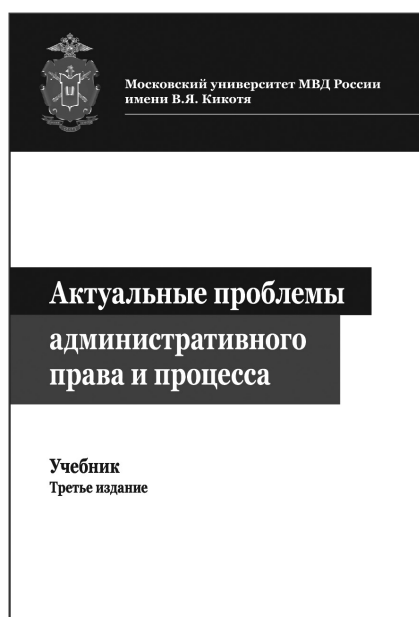 Московский университет МВД России
имени В.Я. Кикотя
Актуальные проблемы
административного
права и процесса
Учебник
Третье издание